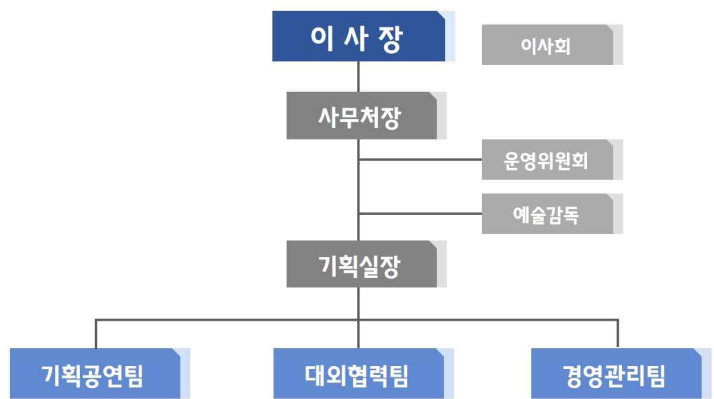 이 사 장
이사회
사무처장
운영위원회
예술감독
기획실장
기획공연팀
대외협력팀
경영관리팀